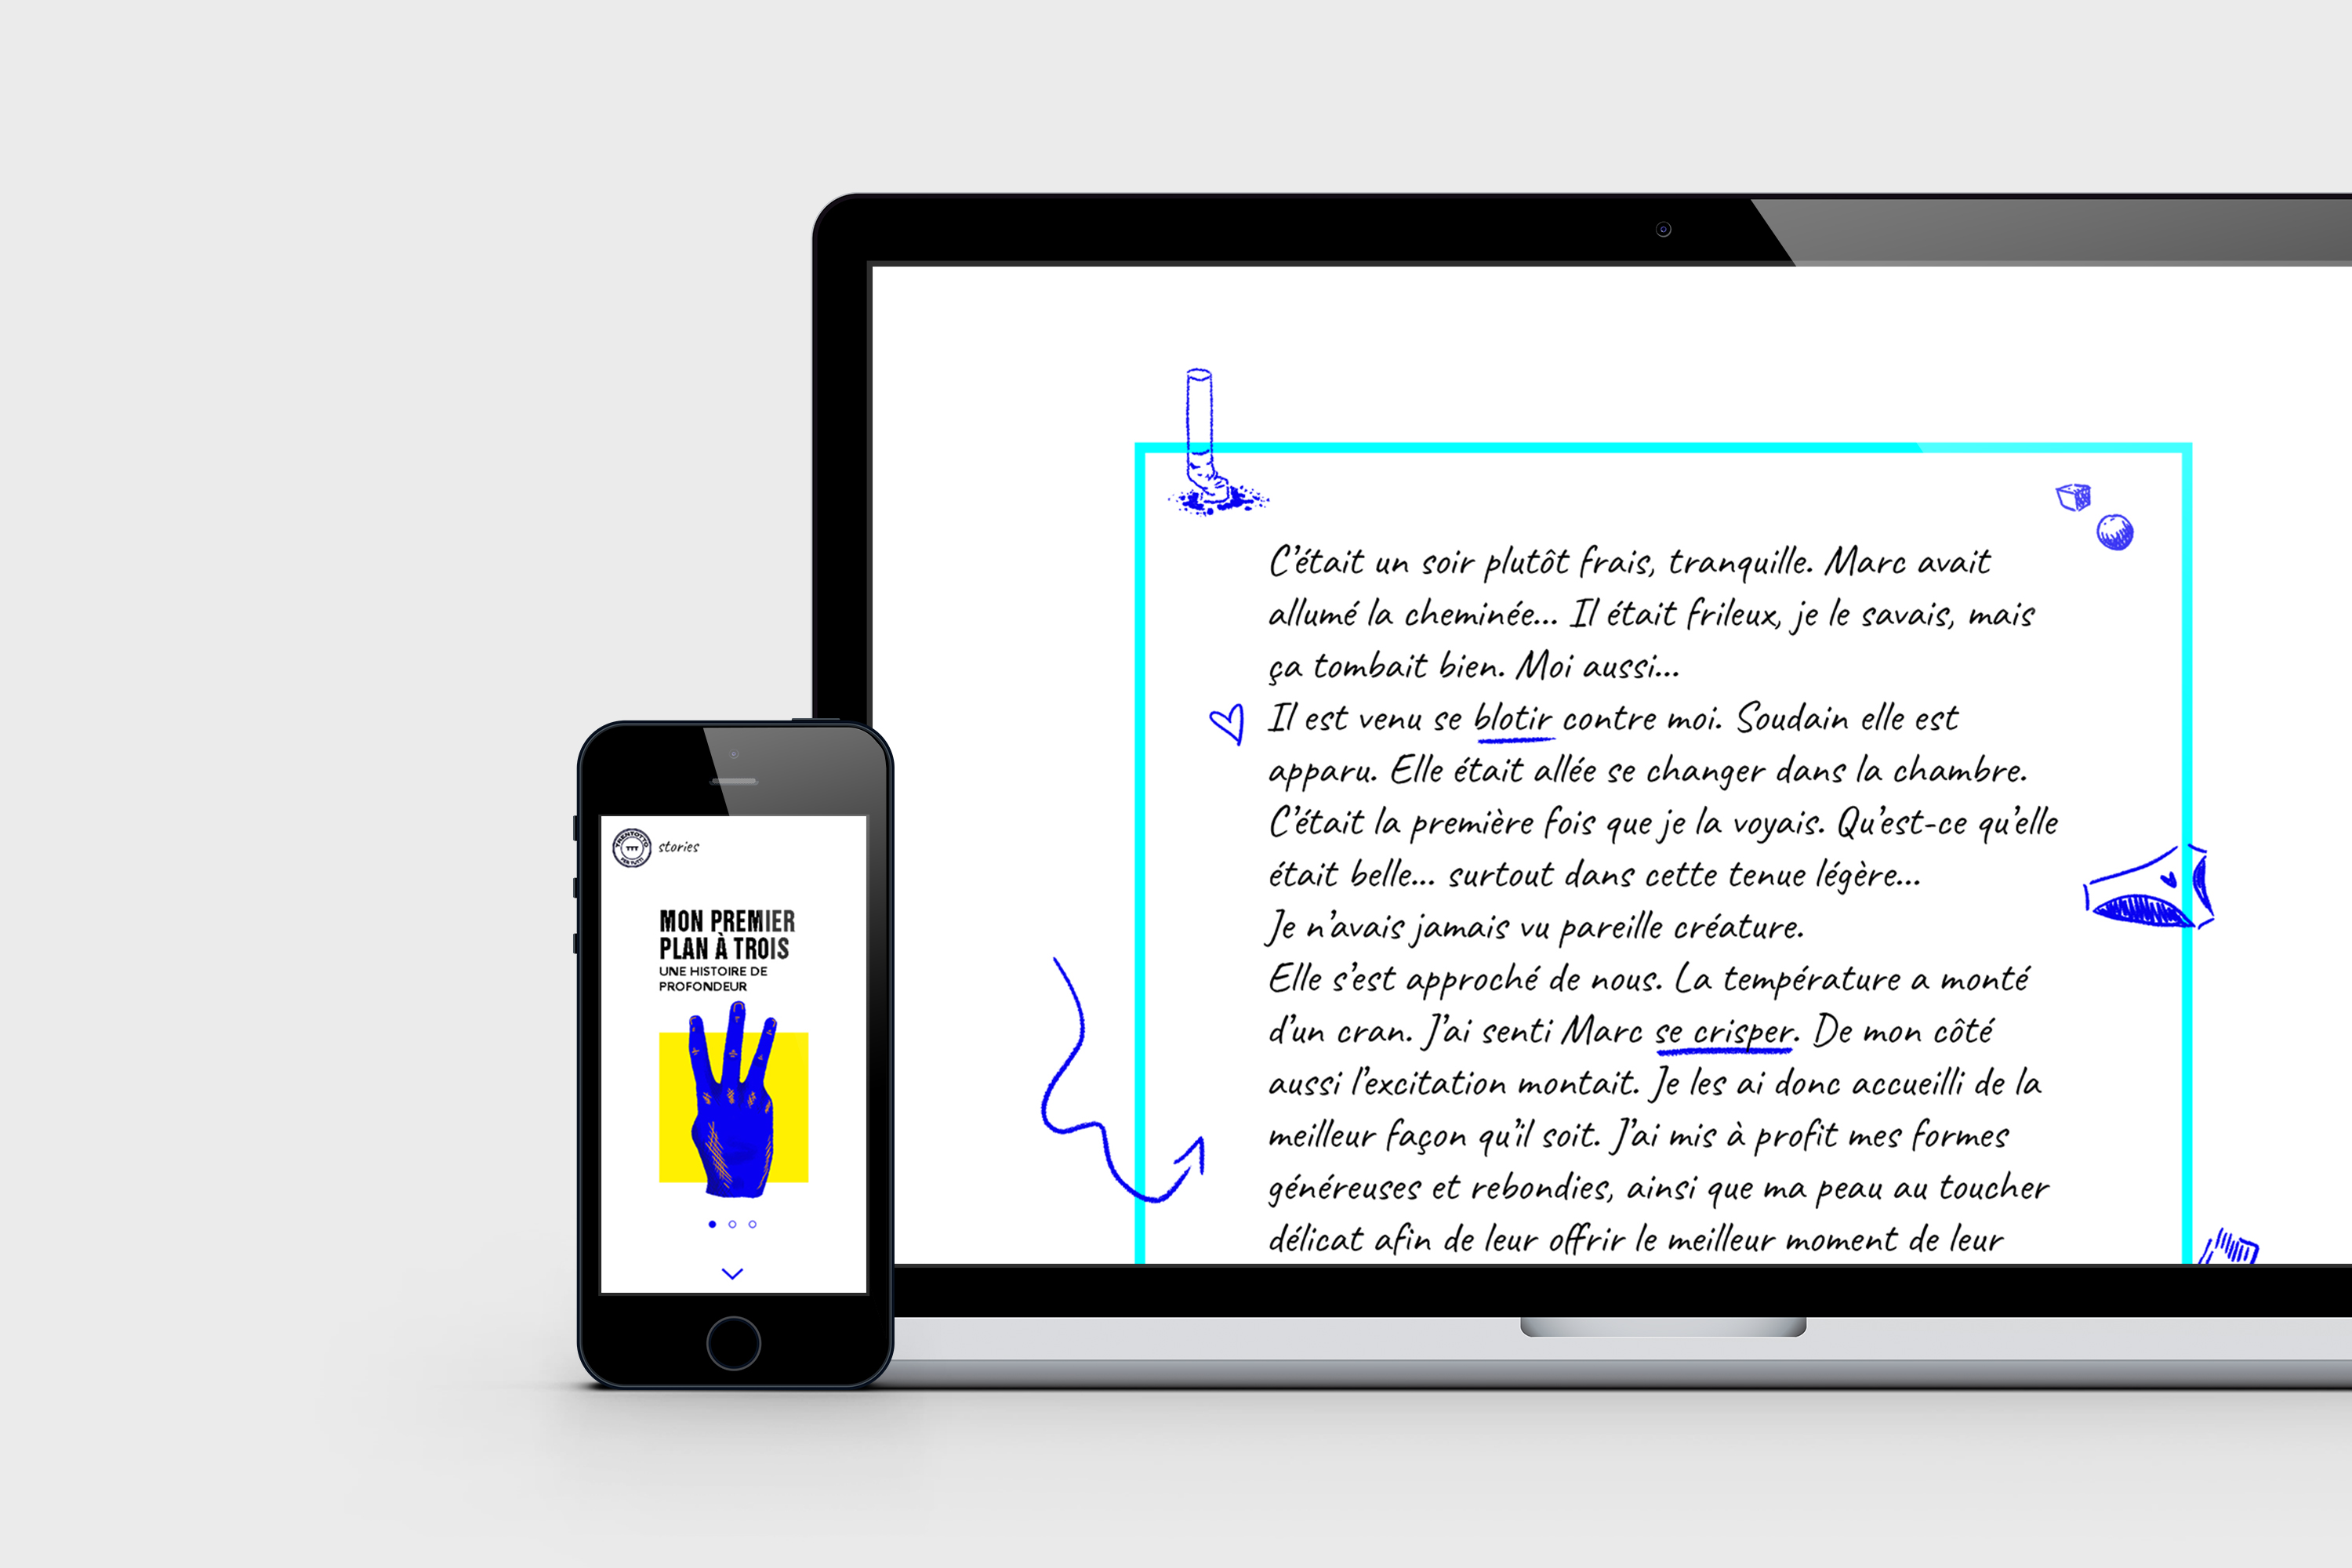 TRENTOTTO
TTT
PER TUTTI
stories
MON PREMIER
PLAN À TROIS
UNE HISTOIRE DE
PROFONDEUR
C'était un soir plutôt frais, tranquille. Marc avait
allumé la cheminée... Il était frileux, je le savais, mais
ça tombait bien. Moi aussi...
Il est venu se blotir contre moi. Soudain elle est
apparu. Elle était allée se changer dans la chambre.
C'était la première fois que je la voyais. Qu'est-ce qu'elle
était belle... surtout dans cette tenue légère...
Je n'avais jamais vu pareille créature.
Elle s'est approché de nous. La température a monté
d'un cran. J'ai senti Marc se crisper. De mon côté
aussi l'excitation montait. Je les ai donc accueilli de la
meilleur façon qu'il soit. J'ai mis à profit mes formes
généreuses et rebondies, ainsi que ma peau au toucher
délicat afin de leur offrir le meilleur moment de leur